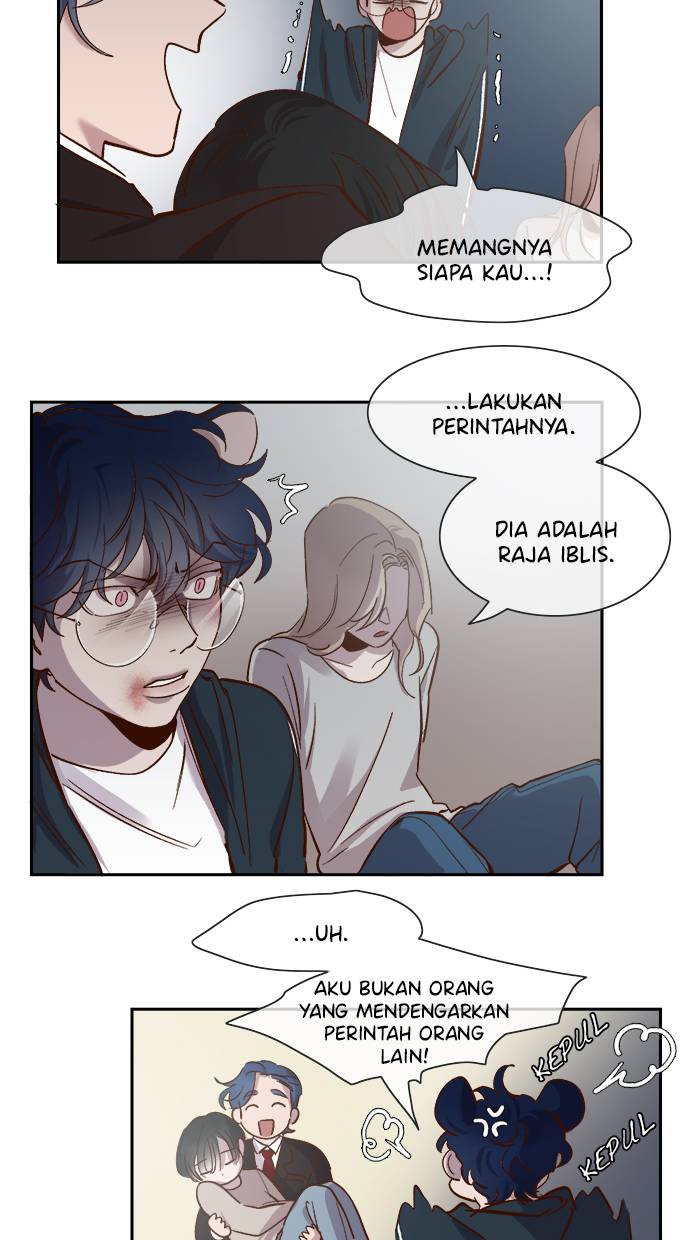 MEMANGNYA
SIAPA KAU...!
...LAKUKAN
PERINTAHNYA.
DIA ADALAH
RAJA IBLIS.
...UH.
AKU BUKAN ORANG
YANG MENDENGARKAN
PERINTAH ORANG
LAIN!
KEPUL
KEPUL